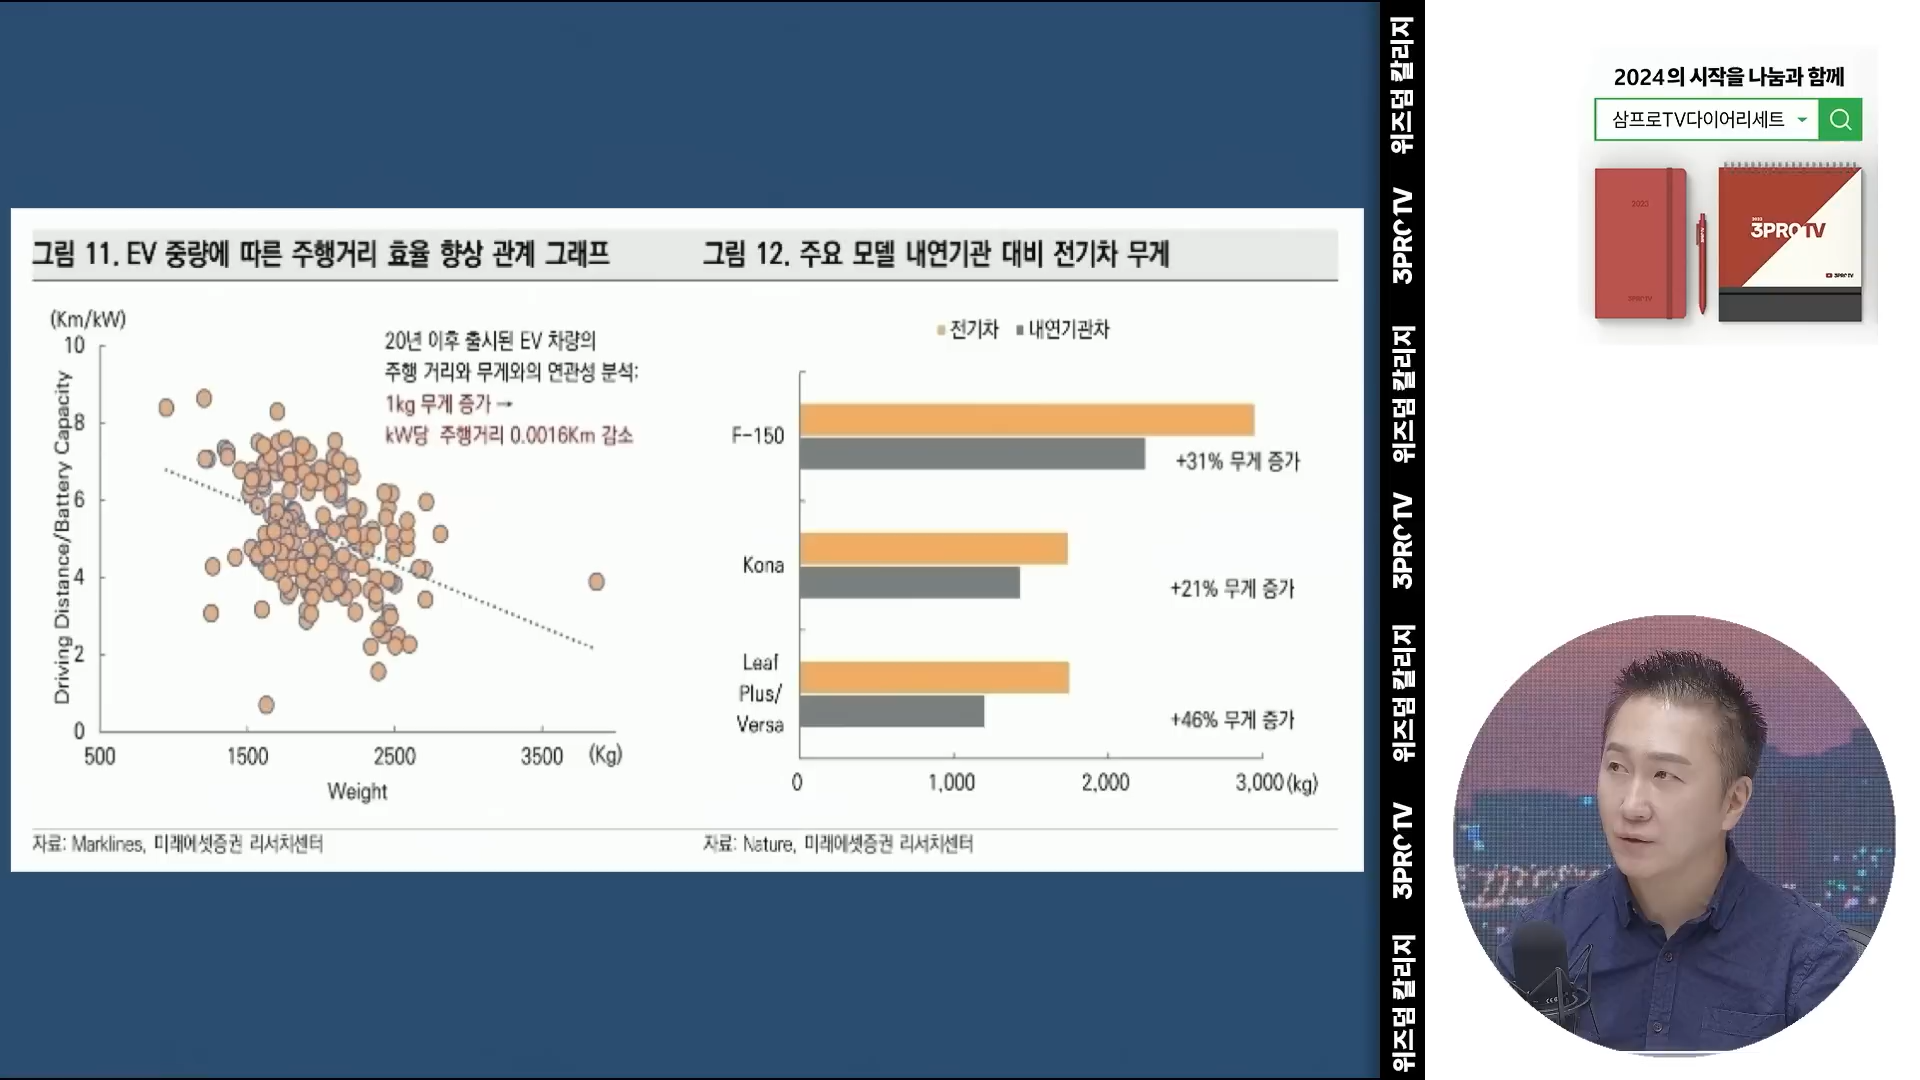 그림 11. EV 중량에 따른 주행거리 효율 향상 관계 그래프
(Km/kW)
10
8
6
4
2
0
Driving Distance/Battery Capacity
20년 이후 출시된 EV 차량의
주행 거리와 무게와의 연관성 분석:
1kg 무게 증가 →
kW당 주행거리 0.0016Km 감소
500
1500
2500
3500
(Kg)
Weight
자료: Marklines, 미래에셋증권 리서치센터
그림 12. 주요 모델 내연기관 대비 전기차 무게
전기차
내연기관차
F-150
+31% 무게 증가
Kona
+21% 무게 증가
Leaf
Plus/
Versa
+46% 무게 증가
0
1,000
2,000
3,000
(kg)
자료: Nature, 미래에셋증권 리서치센터
위즈덤 칼리지
3PROTV
위즈덤 칼리지
3PROTV
위즈덤 칼리지
3PROTV
위즈덤 칼리지
2024의 시작을 나눔과 함께
삼프로TV다이어리세트
3PROTV
3PROTV